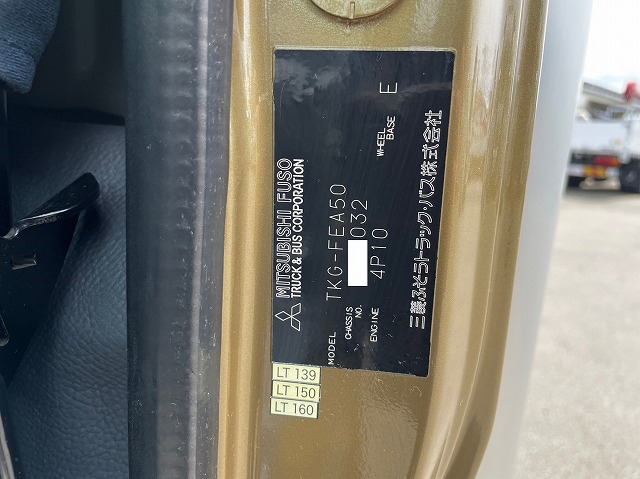 MITSUBISHI FUSO
TRUCK & BUS CORPORATION
MODEL TKG-FEA50
CHASSIS NO. 032
ENGINE 4P10 WHEEL BASE E
三菱ふそうトラック・バス株式会社
LT 139
LT 150
LT 160